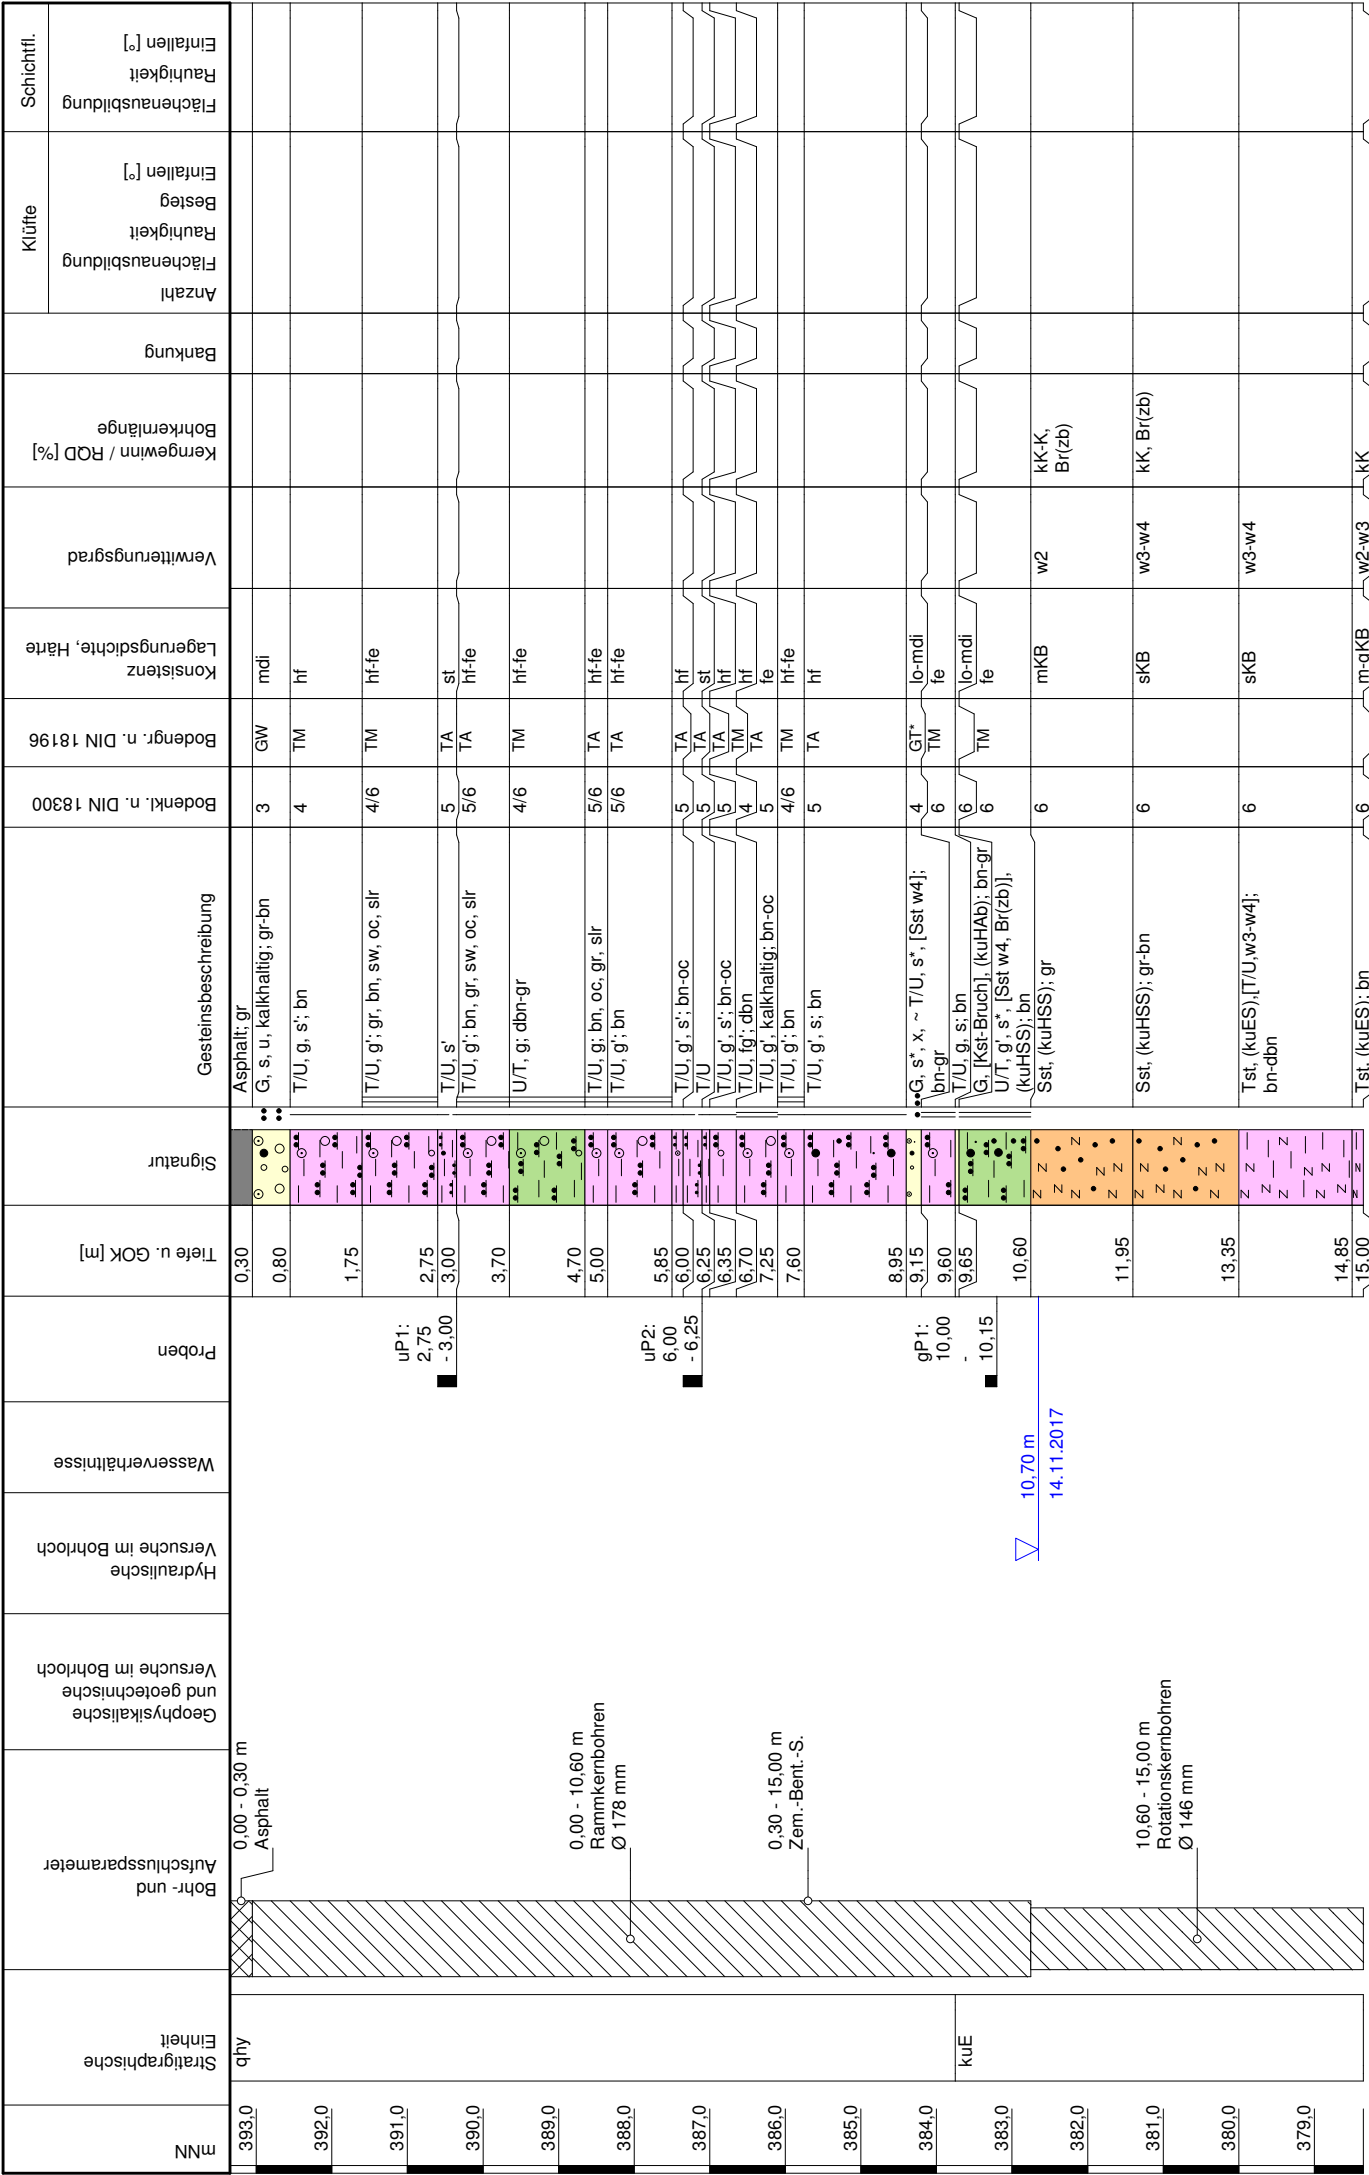 mNN
Stratigraphische
Einheit
Bohr- und
Aufschlussparameter
Geophysikalische
und geotechnische
Versuche im Bohrloch
Hydraulische
Versuche im Bohrloch
Wasserverhältnisse
Proben
Tiefe u. GOK [m]
Signatur
Gesteinsbeschreibung
Bodenkl. n. DIN 18300
Bodengr. n. DIN 18196
Konsistenz
Lagerungsdichte, Härte
Verwitterungsgrad
Kerngewinn / RQD [%]
Bohrkernlänge
Bankung
Klüfte
Anzahl
Flächenausbildung
Rauhigkeit
Besteg
Einfallen [°]
Schichtfl.
Flächenausbildung
Rauhigkeit
Einfallen [°]
393,0
392,0
391,0
390,0
389,0
388,0
387,0
386,0
385,0
384,0
383,0
382,0
381,0
380,0
379,0
qhy
kuE
0,00 - 0,30 m
Asphalt
0,00 - 10,60 m
Rammkernbohren
Ø 178 mm
0,30 - 15,00 m
Zem.-Bent.-S.
10,60 - 15,00 m
Rotationskernbohren
Ø 146 mm
10,70 m
14.11.2017
uP1:
2,75
- 3,00
uP2:
6,00
- 6,25
gP1:
10,00
-
10,15
0,30
0,80
1,75
2,75
3,00
3,70
4,70
5,00
5,85
6,00
6,25
6,35
6,70
7,25
7,60
8,95
9,15
9,60
9,65
10,60
11,95
13,35
14,85
15,00
Asphalt; gr
G, s, u, kalkhaltig; gr-bn
T/U, g, s'; bn
T/U, g'; gr, bn, sw, oc, slr
T/U, s'
T/U, g'; bn, gr, sw, oc, slr
U/T, g; dbn-gr
T/U, g; bn, oc, gr, slr
T/U, g'; bn
T/U, g', s'; bn-oc
T/U
T/U, g', s'; bn-oc
T/U, fg'; dbn
T/U, g', kalkhaltig; bn-oc
T/U, g'; bn
T/U, g', s; bn
G, s*, x, ~ T/U, s*, [Sst w4];
bn-gr
T/U, g, s; bn
G, [Kst-Bruch], (kuHAb); bn-gr
U/T, g', s*, [Sst w4, Br(zb)],
(kuHSS); bn
Sst, (kuHSS); gr
Sst, (kuHSS); gr-bn
Tst, (kuES),[T/U,w3-w4];
bn-dbn
Tst, (kuES); bn
3
4
4/6
5
5/6
4/6
5/6
5/6
5
5
5
4
5
4/6
5
4
6
6
6
6
6
6
6
GW
TM
TM
TA
TA
TM
TA
TA
TA
TA
TA
TM
TA
TM
TA
GT*
TM
TM
mdi
hf
hf-fe
st
hf-fe
hf-fe
hf-fe
hf-fe
hf
st
hf
hf
fe
hf-fe
hf
lo-mdi
fe
lo-mdi
fe
mKB
sKB
sKB
m-gKB
w2
w3-w4
w3-w4
w2-w3
kK-K,
Br(zb)
kK, Br(zb)
kK